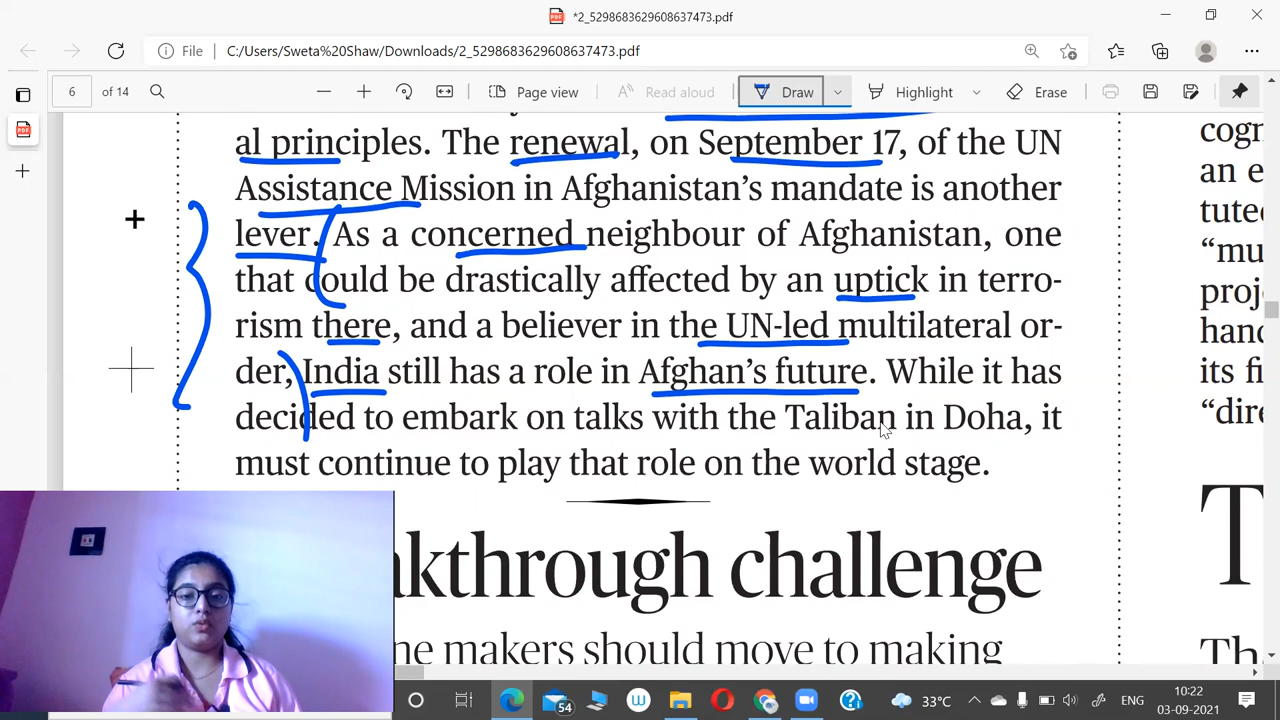 *2_5298683629608637473.pdf
File
C:/Users/Sweta%20Shaw/Downloads/2_5298683629608637473.pdf
6 of 14
Page view
Read aloud
Draw
Highlight
Erase
al principles. The renewal, on September 17, of the UN
Assistance Mission in Afghanistan's mandate is another
lever. As a concerned neighbour of Afghanistan, one
that could be drastically affected by an uptick in terro-
rism there, and a believer in the UN-led multilateral or-
der, India still has a role in Afghan's future. While it has
decided to embark on talks with the Taliban in Doha, it
must continue to play that role on the world stage.
kthrough challenge
ne makers should move to making
cogn
an e
tuted
“mu
proj
hand
its fi
“dire
T
Th
54
33°C
ENG
10:22
03-09-2021